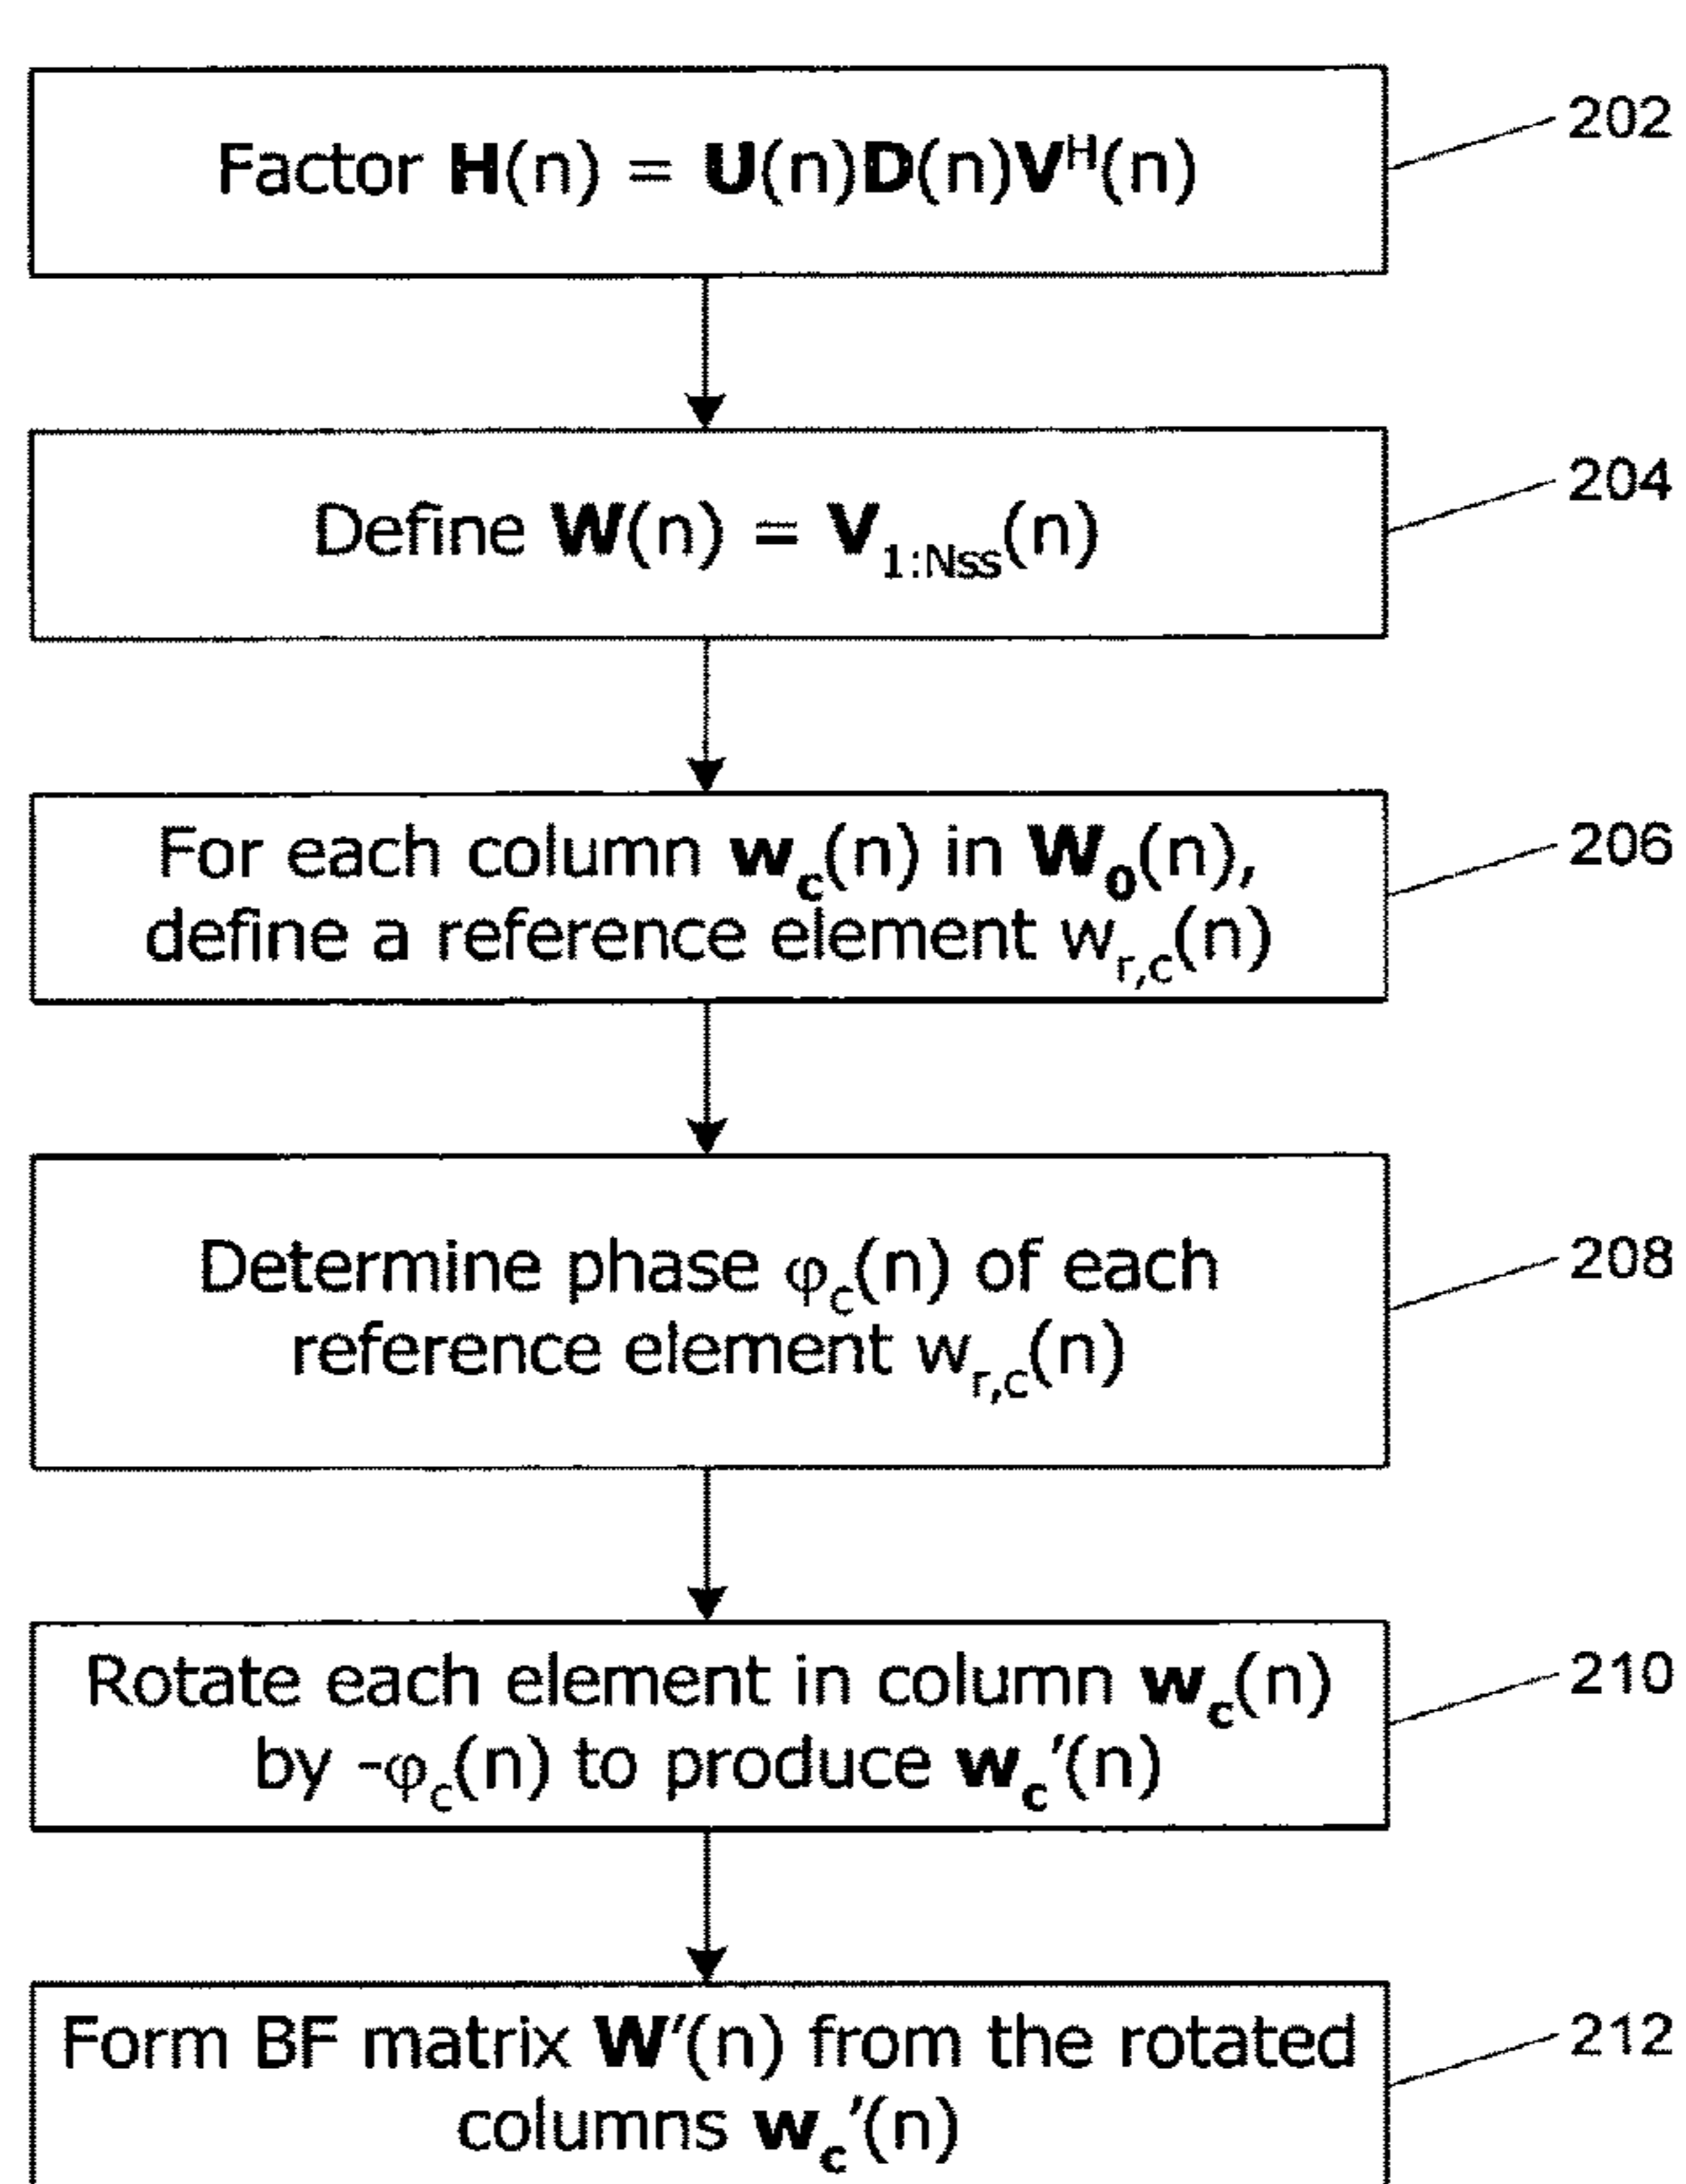 Factor H(n) = U(n)D(n)V^H(n)
202
Define W(n) = V_1:Nss(n)
204
For each column w_c(n) in W_0(n),
define a reference element w_r,c(n)
206
Determine phase φ_c(n) of each
reference element w_r,c(n)
208
Rotate each element in column w_c(n)
by -φ_c(n) to produce w_c'(n)
210
Form BF matrix W'(n) from the rotated
columns w_c'(n)
212